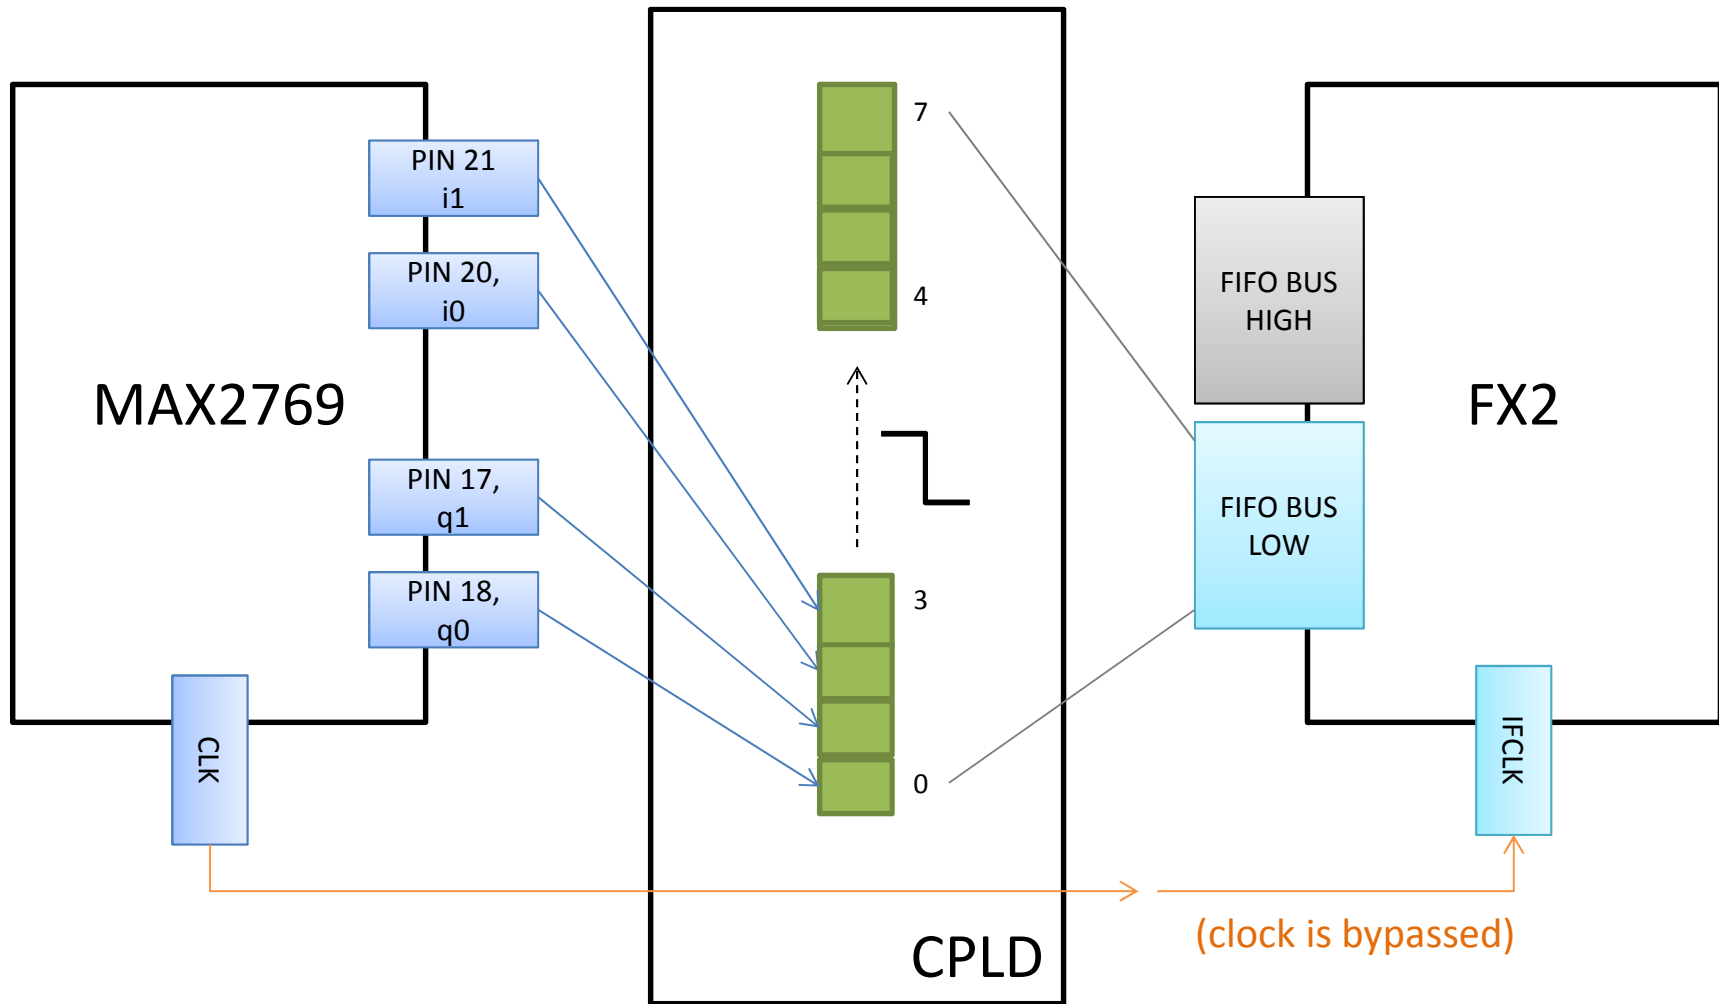 MAX2769
PIN 21
i1
PIN 20,
i0
PIN 17,
q1
PIN 18,
q0
CLK
7
4
3
0
CPLD
FIFO BUS
HIGH
FIFO BUS
LOW
FX2
IFCLK
(clock is bypassed)